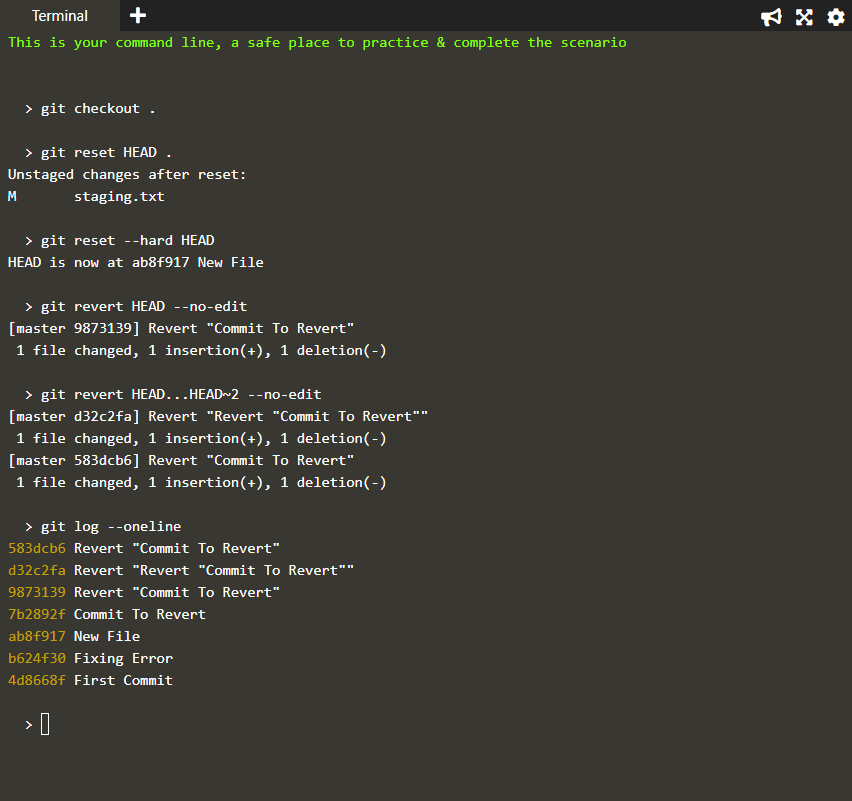 Terminal
This is your command line, a safe place to practice & complete the scenario
> git checkout .
> git reset HEAD .
Unstaged changes after reset:
M       staging.txt
> git reset --hard HEAD
HEAD is now at ab8f917 New File
> git revert HEAD --no-edit
[master 9873139] Revert "Commit To Revert"
1 file changed, 1 insertion(+), 1 deletion(-)
> git revert HEAD...HEAD~2 --no-edit
[master d32c2fa] Revert "Revert "Commit To Revert""
1 file changed, 1 insertion(+), 1 deletion(-)
[master 583dcb6] Revert "Commit To Revert"
1 file changed, 1 insertion(+), 1 deletion(-)
> git log --oneline
583dcb6 Revert "Commit To Revert"
d32c2fa Revert "Revert "Commit To Revert""
9873139 Revert "Commit To Revert"
7b2892f Commit To Revert
ab8f917 New File
b624f30 Fixing Error
4d8668f First Commit
>